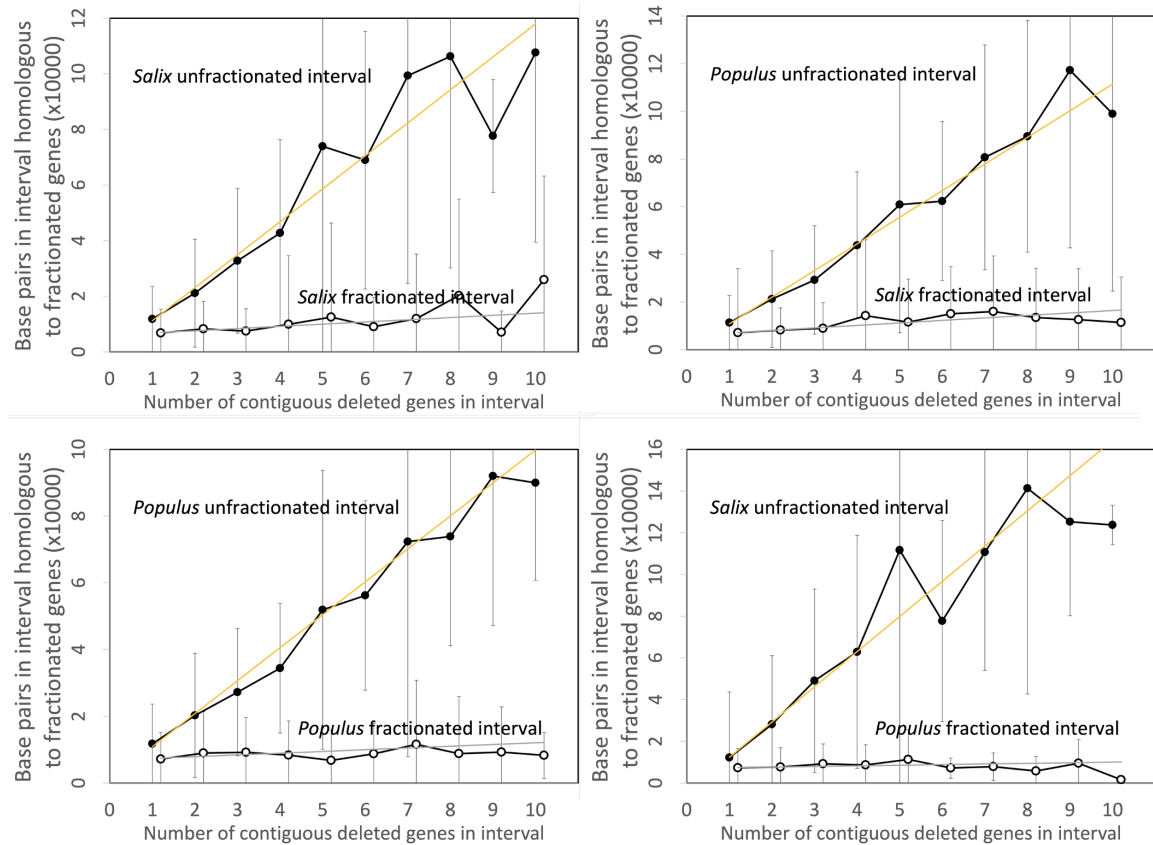 Base pairs in interval homologous
to fractionated genes (x10000)
12
10
8
6
4
2
0
Salix unfractionated interval
Salix fractionated interval
0 1 2 3 4 5 6 7 8 9 10
Number of contiguous deleted genes in interval
Base pairs in interval homologous
to fractionated genes (x10000)
14
12
10
8
6
4
2
0
Populus unfractionated interval
Salix fractionated interval
0 1 2 3 4 5 6 7 8 9 10
Number of contiguous deleted genes in interval
Base pairs in interval homologous
to fractionated genes (x10000)
10
8
6
4
2
0
Populus unfractionated interval
Populus fractionated interval
0 1 2 3 4 5 6 7 8 9 10
Number of contiguous deleted genes in interval
Base pairs in interval homologous
to fractionated genes (x10000)
16
14
12
10
8
6
4
2
0
Salix unfractionated interval
Populus fractionated interval
0 1 2 3 4 5 6 7 8 9 10
Number of contiguous deleted genes in interval